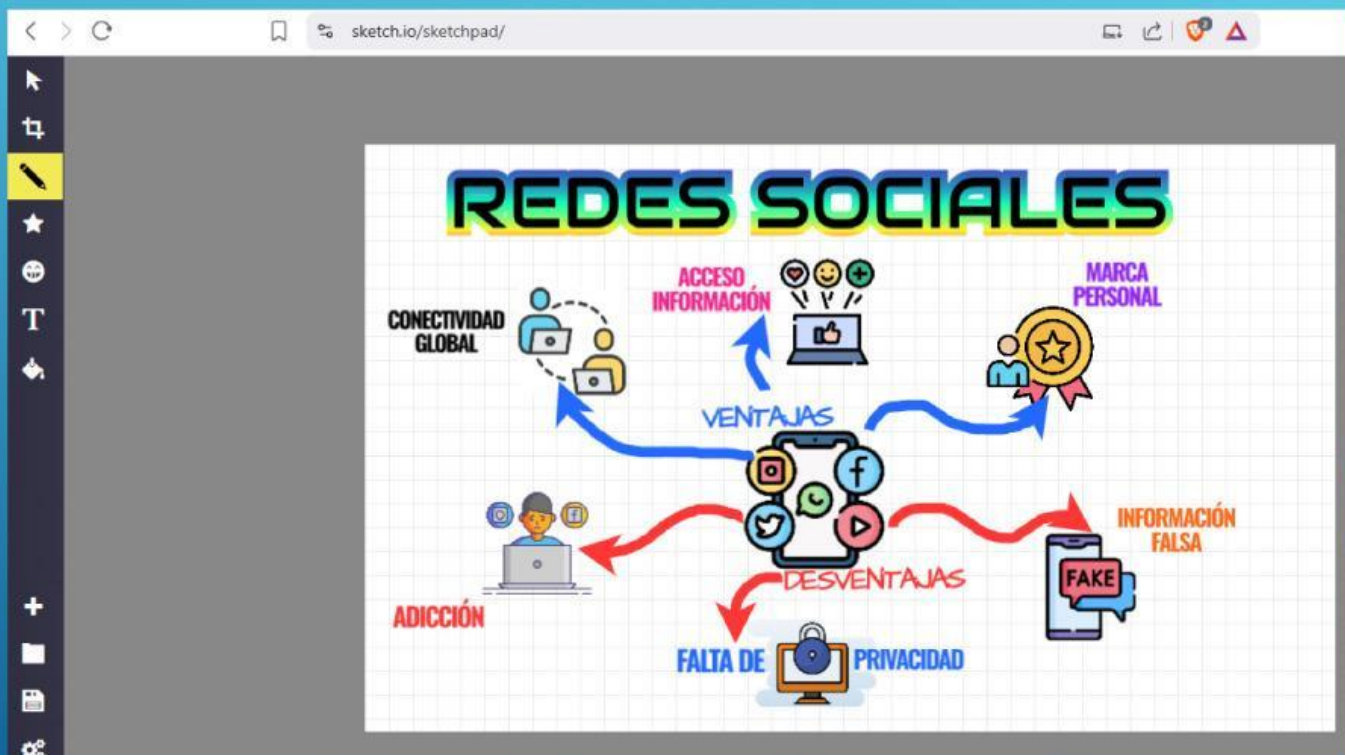 sketch.io/sketchpad/
REDES SOCIALES
ACCESO
INFORMACIÓN
MARCA
PERSONAL
CONECTIVIDAD
GLOBAL
VENTAJAS
INFORMACIÓN
FALSA
FAKE
DESVENTAJAS
ADICCIÓN
FALTA DE PRIVACIDAD